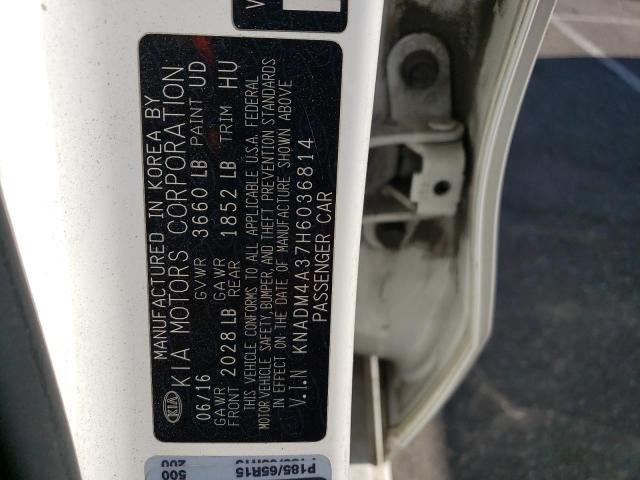 MANUFACTURED IN KOREA BY
KIA MOTORS CORPORATION
06/16 GVWR 3660 LB PAINT UD
GAWR FRONT 2028 LB GAWR REAR 1852 LB TRIM HU
THIS VEHICLE CONFORMS TO ALL APPLICABLE U.S.A. FEDERAL
MOTOR VEHICLE SAFETY, BUMPER, AND THEFT PREVENTION STANDARDS
IN EFFECT ON THE DATE OF MANUFACTURE SHOWN ABOVE
V.I.N KNADM4A37H6036814
PASSENGER CAR
KIA
P185/65R15
500